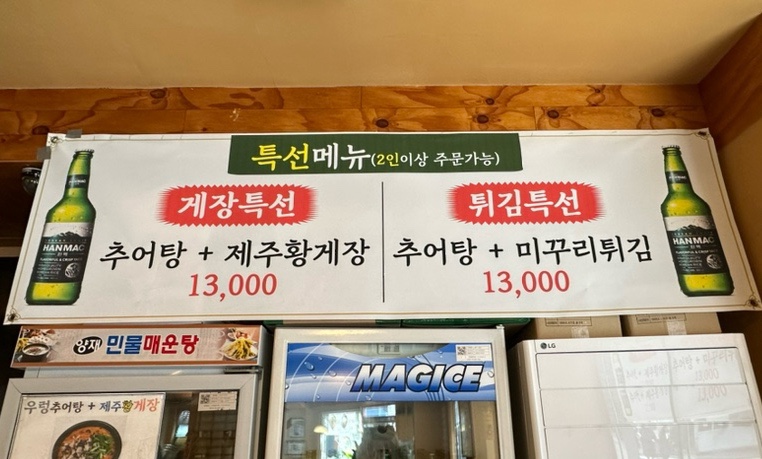 특선메뉴(2인이상 주문가능)
게장특선
추어탕 + 제주황게장
13,000
튀김특선
추어탕 + 미꾸리튀김
13,000
HANMAC
HANMAC
양재 민물매운탕
우렁추어탕 + 제주황게장
MAGICE
LG